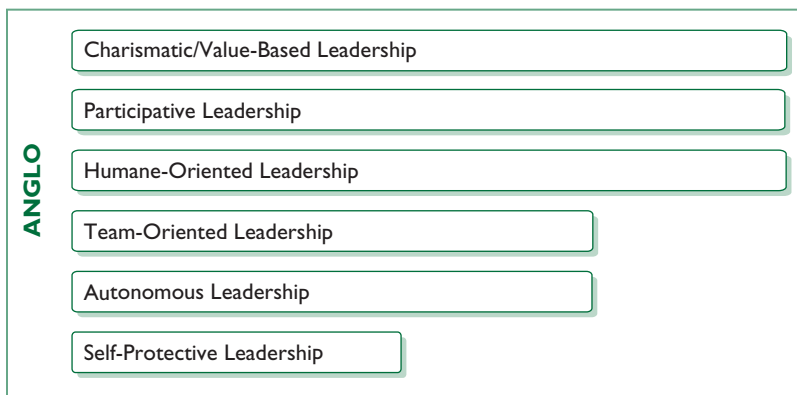 ANGLO
Charismatic/Value-Based Leadership
Participative Leadership
Humane-Oriented Leadership
Team-Oriented Leadership
Autonomous Leadership
Self-Protective Leadership